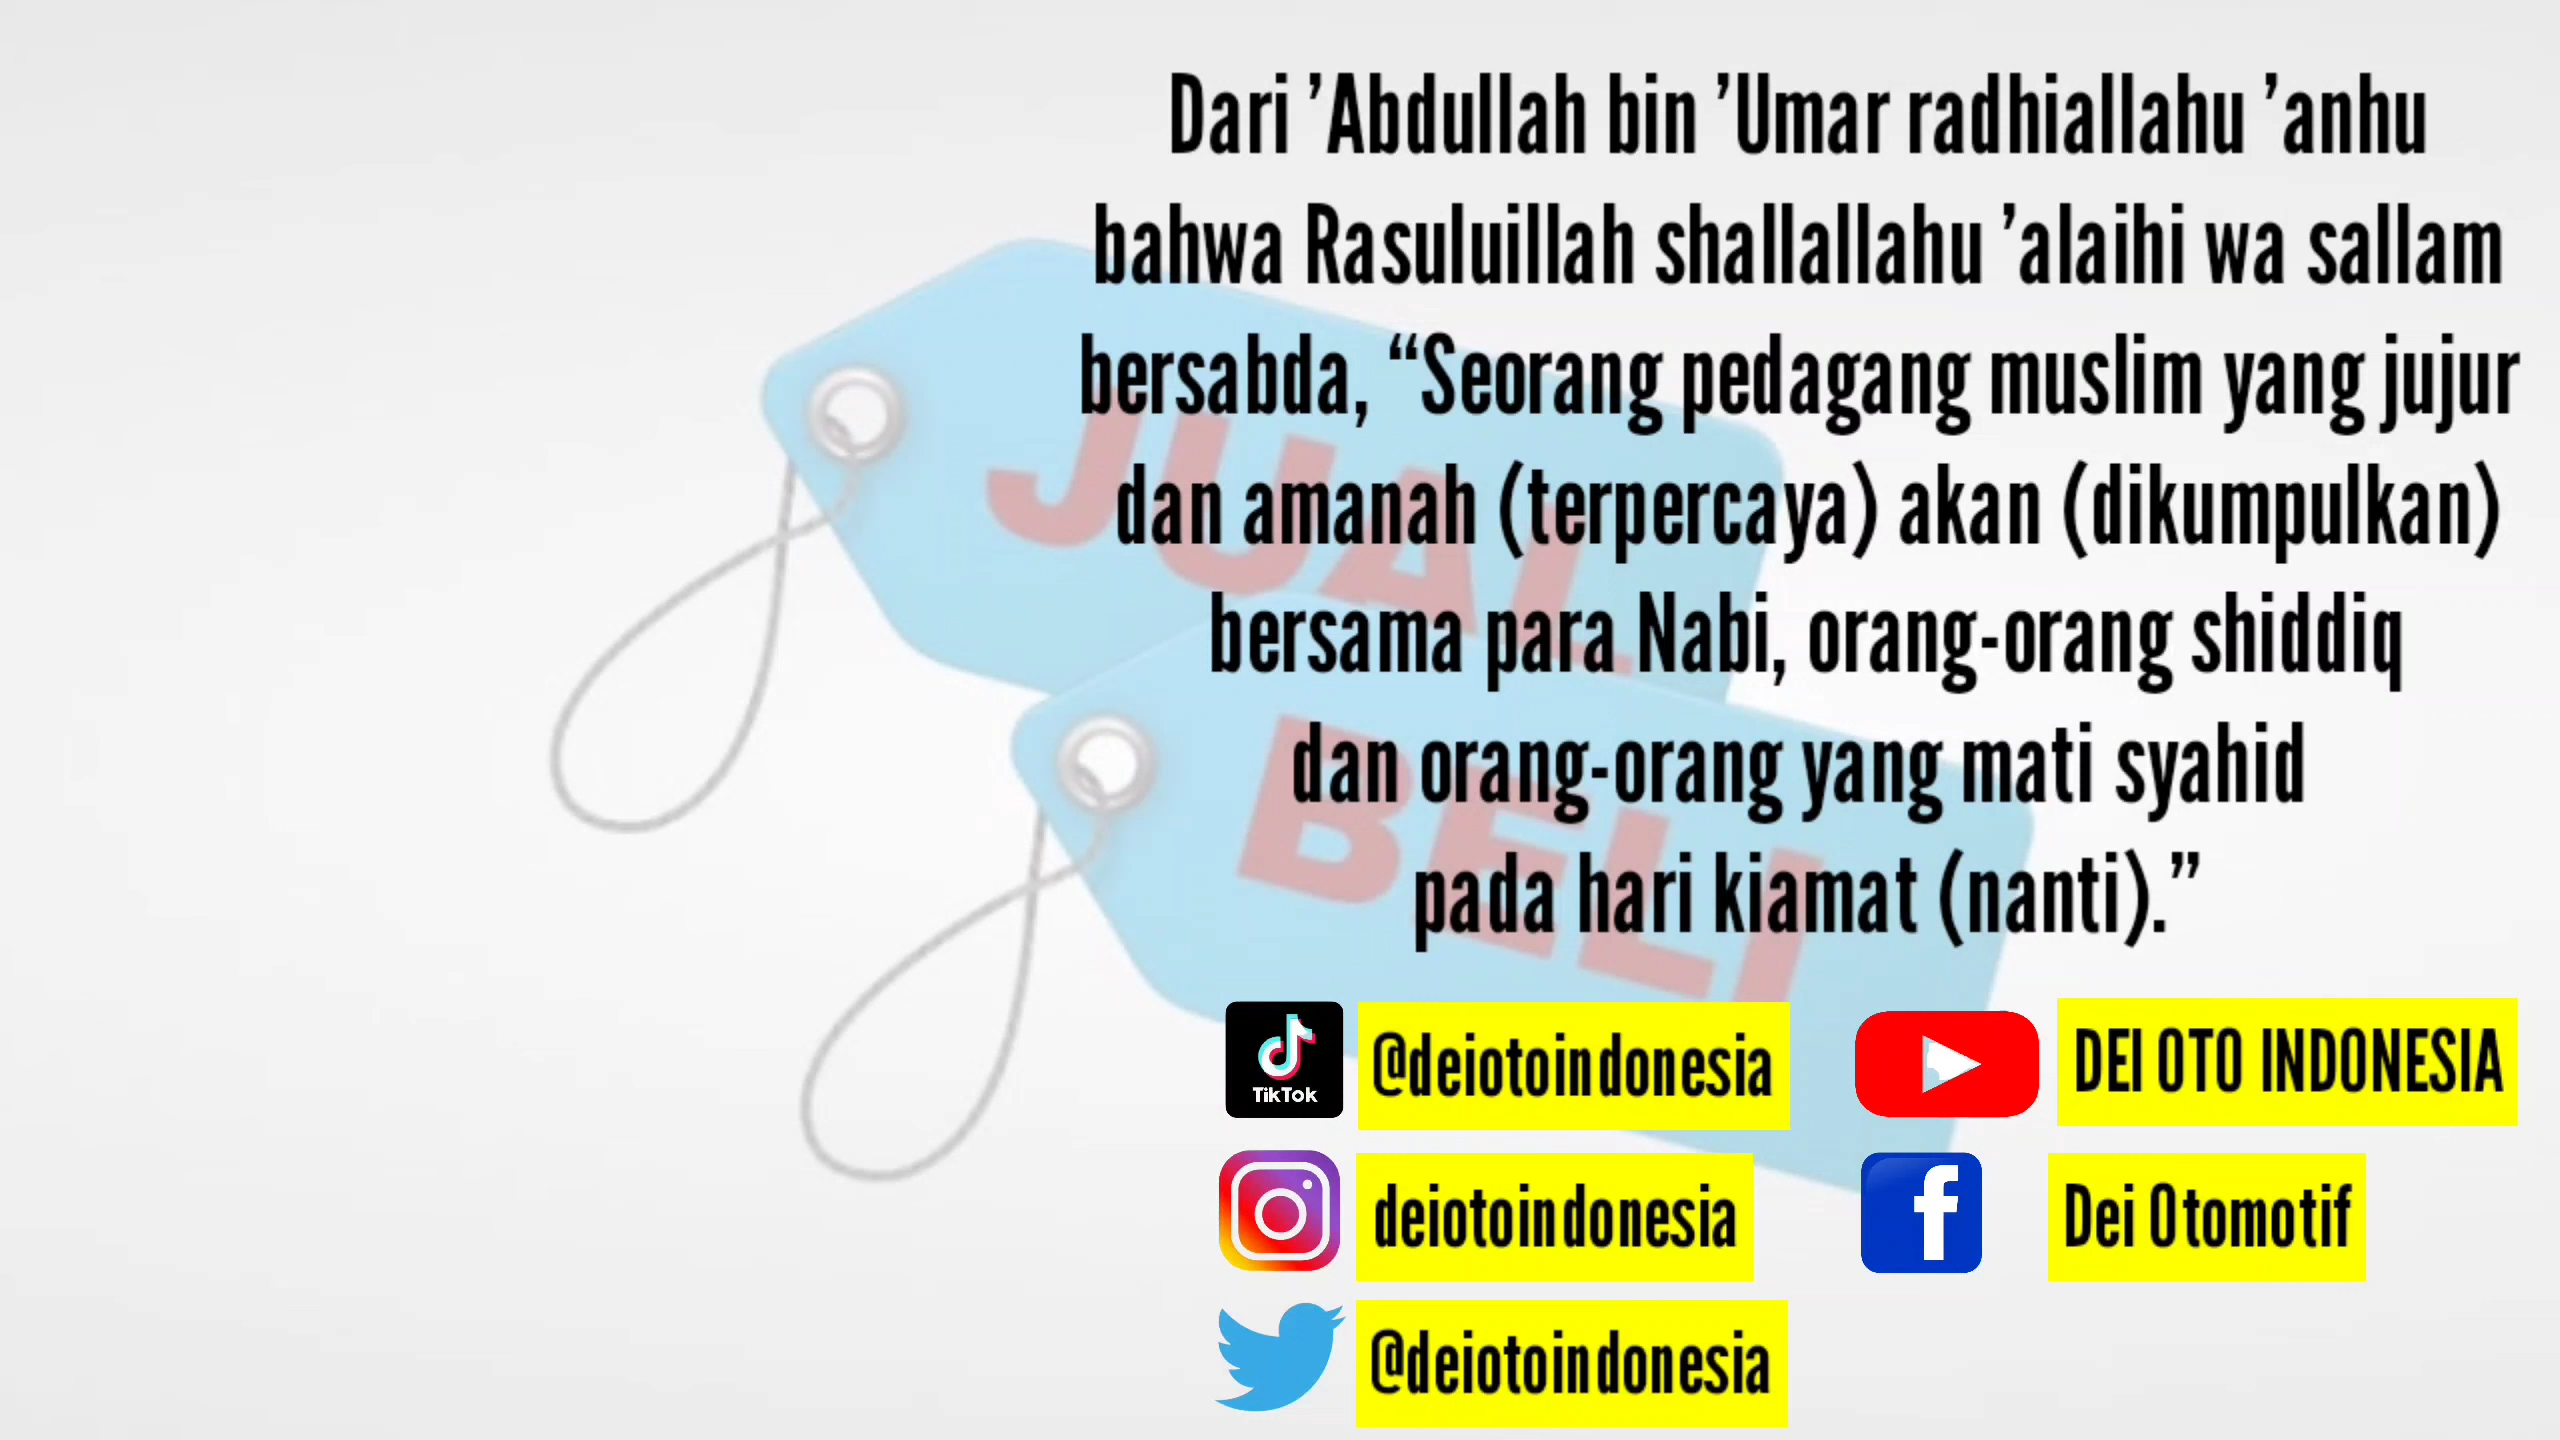 Dari ’Abdullah bin ’Umar radhiallahu ’anhu
bahwa Rasuluillah shallallahu ’alaihi wa sallam
bersabda, “Seorang pedagang muslim yang jujur
dan amanah (terpercaya) akan (dikumpulkan)
bersama para Nabi, orang-orang shiddiq
dan orang-orang yang mati syahid
pada hari kiamat (nanti).”
JUAL
BELI
TikTok
@deiotoindonesia
DEI OTO INDONESIA
deiotoindonesia
Dei Otomotif
@deiotoindonesia